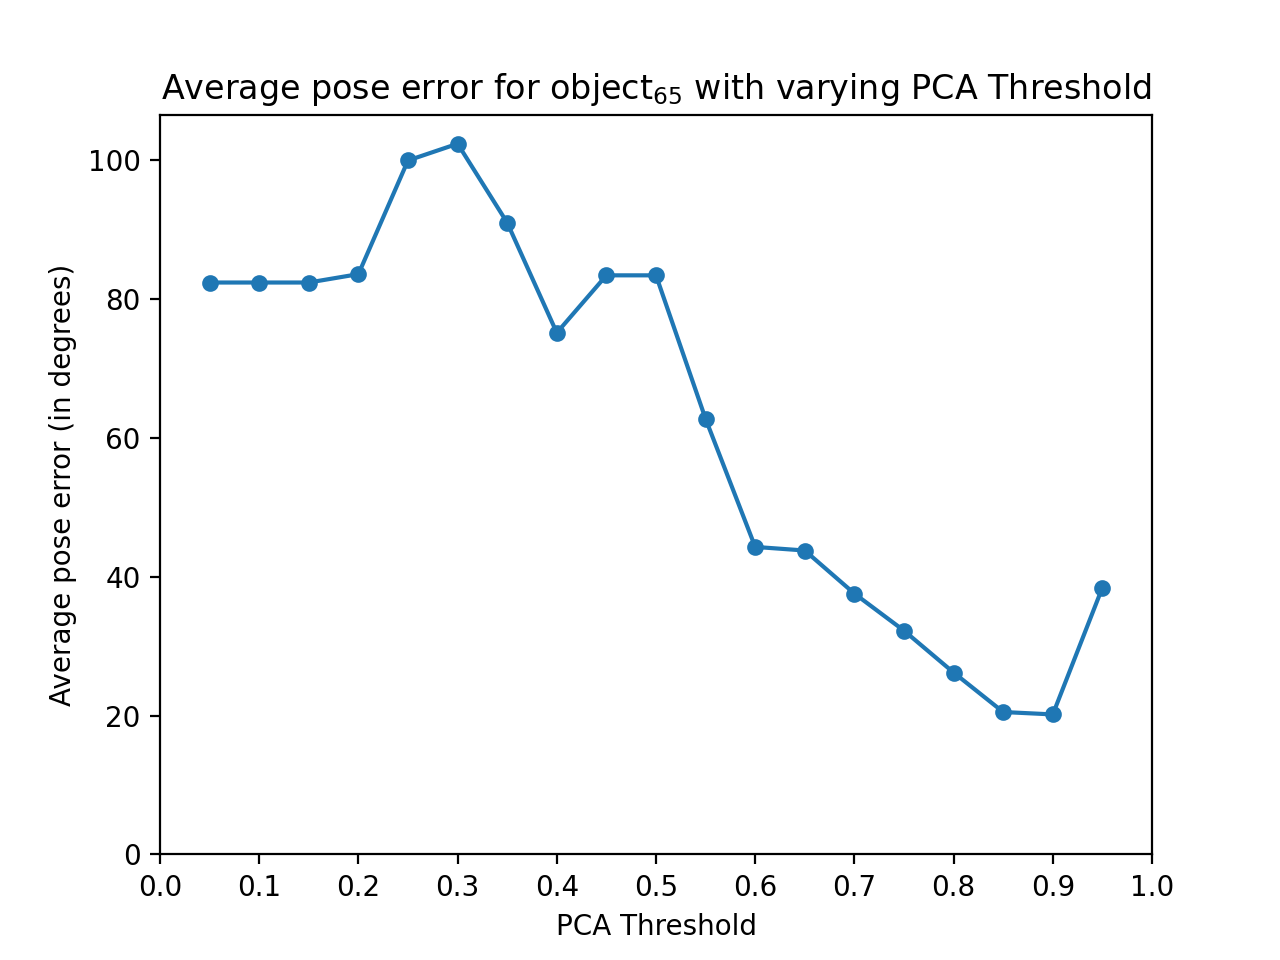 Average pose error for object₆₅ with varying PCA Threshold
Average pose error (in degrees)
100
80
60
40
20
0
0.0 0.1 0.2 0.3 0.4 0.5 0.6 0.7 0.8 0.9 1.0
PCA Threshold